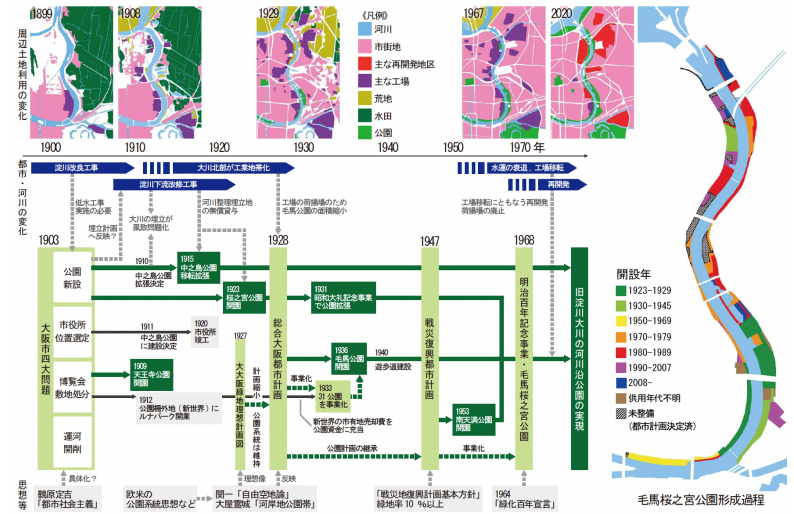 1899
1908
1929
1967
2020
周辺土地利用の変化
《凡例》
河川
市街地
主な再開発地区
主な工場
荒地
水田
公園
1900
1910
1920
1930
1940
1950
1970
年
都市・河川の変化
淀川改良工事
大川北部が工業地帯化
水運の衰退,工場移転
淀川下流改修工事
再開発
低水工事
実施の必要
埋立計画
へ反映?
大川の埋立が
風致問題化
河川整理埋立地
の無償貸与
工場の荷揚場のため
毛馬公園の面積縮小
工場移転にともなう再開発
荷揚場の廃止
1903
1928
1947
1968
大阪市四大問題
公園
新設
市役所
位置選定
博覧会
敷地処分
運河
開削
1910
中之島公園
拡張決定
1915
中之島公園
移転拡張
1923
桜之宮公園
開園
1931
昭和大礼記念事業
で公園拡張
1911
中之島公園
に建設決定
1920
市役所
竣工
1909
天王寺公園
開園
1912
公園柵外地(新世界)に
ルナパーク開業
1927
大大阪緑地理想計画図
計画縮小
公園系統は維持
総合大阪都市計画
事業化
1933
31公園
を事業化
1936
毛馬公園
開園
1940
遊歩道建設
新世界の市有地売却費を
公園資金に充当
公園計画の継承
事業化
戦災復興都市計画
1953
南天満公園
開園
明治百年記念事業・毛馬桜之宮公園
旧淀川大川の河川沿公園の実現
思想等
具体化?
鶴原定吉
「都市社会主義」
欧米の
公園系統思想など
理想像
反映
関一「自由空地論」
大屋霊城「河岸地公園帯」
「戦災地復興計画基本方針」
緑地率10 %以上
1964
「緑化百年宣言」
開設年
1923-1929
1930-1945
1950-1969
1970-1979
1980-1989
1990-2007
2008-
供用年代不明
未整備
(都市計画決定済)
毛馬桜之宮公園形成過程